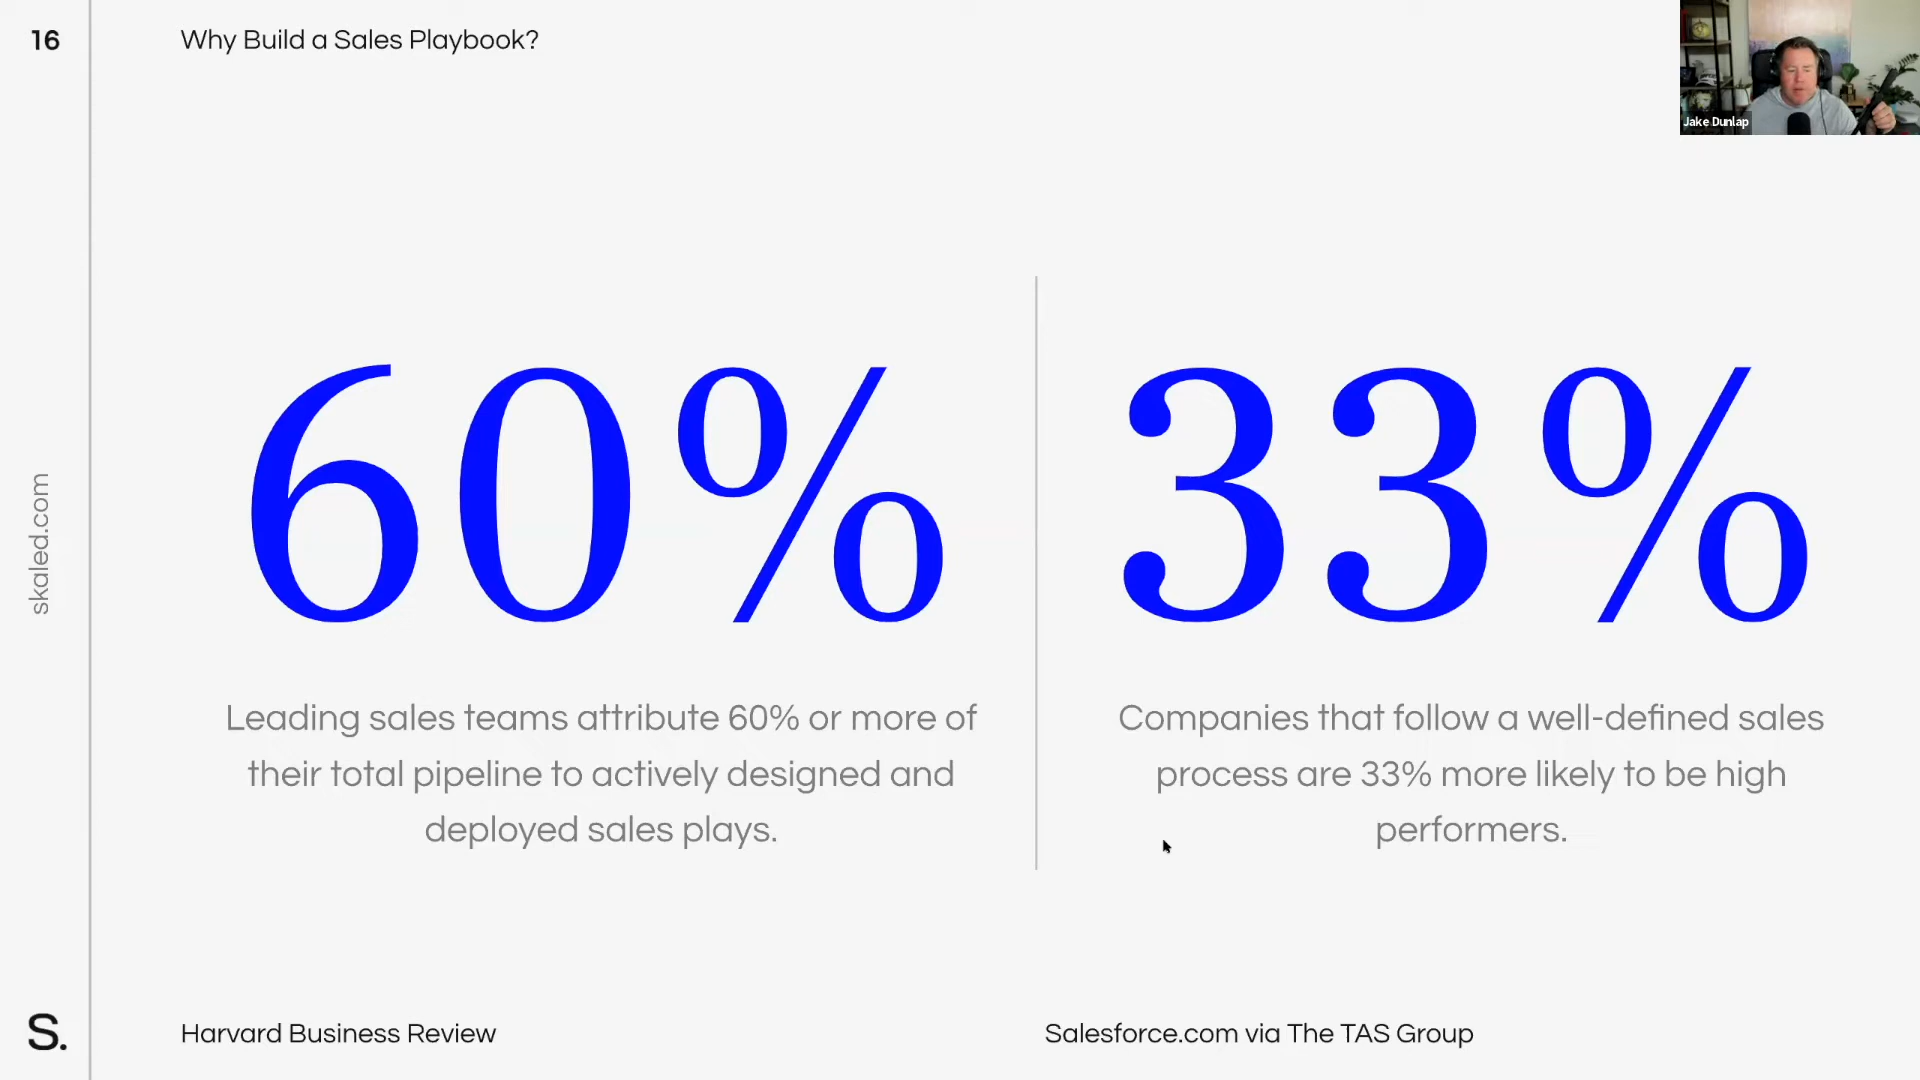 16
Why Build a Sales Playbook?
Jake Dunlap
60%
33%
Leading sales teams attribute 60% or more of
their total pipeline to actively designed and
deployed sales plays.
Companies that follow a well-defined sales
process are 33% more likely to be high
performers.
skaled.com
S.
Harvard Business Review
Salesforce.com via The TAS Group